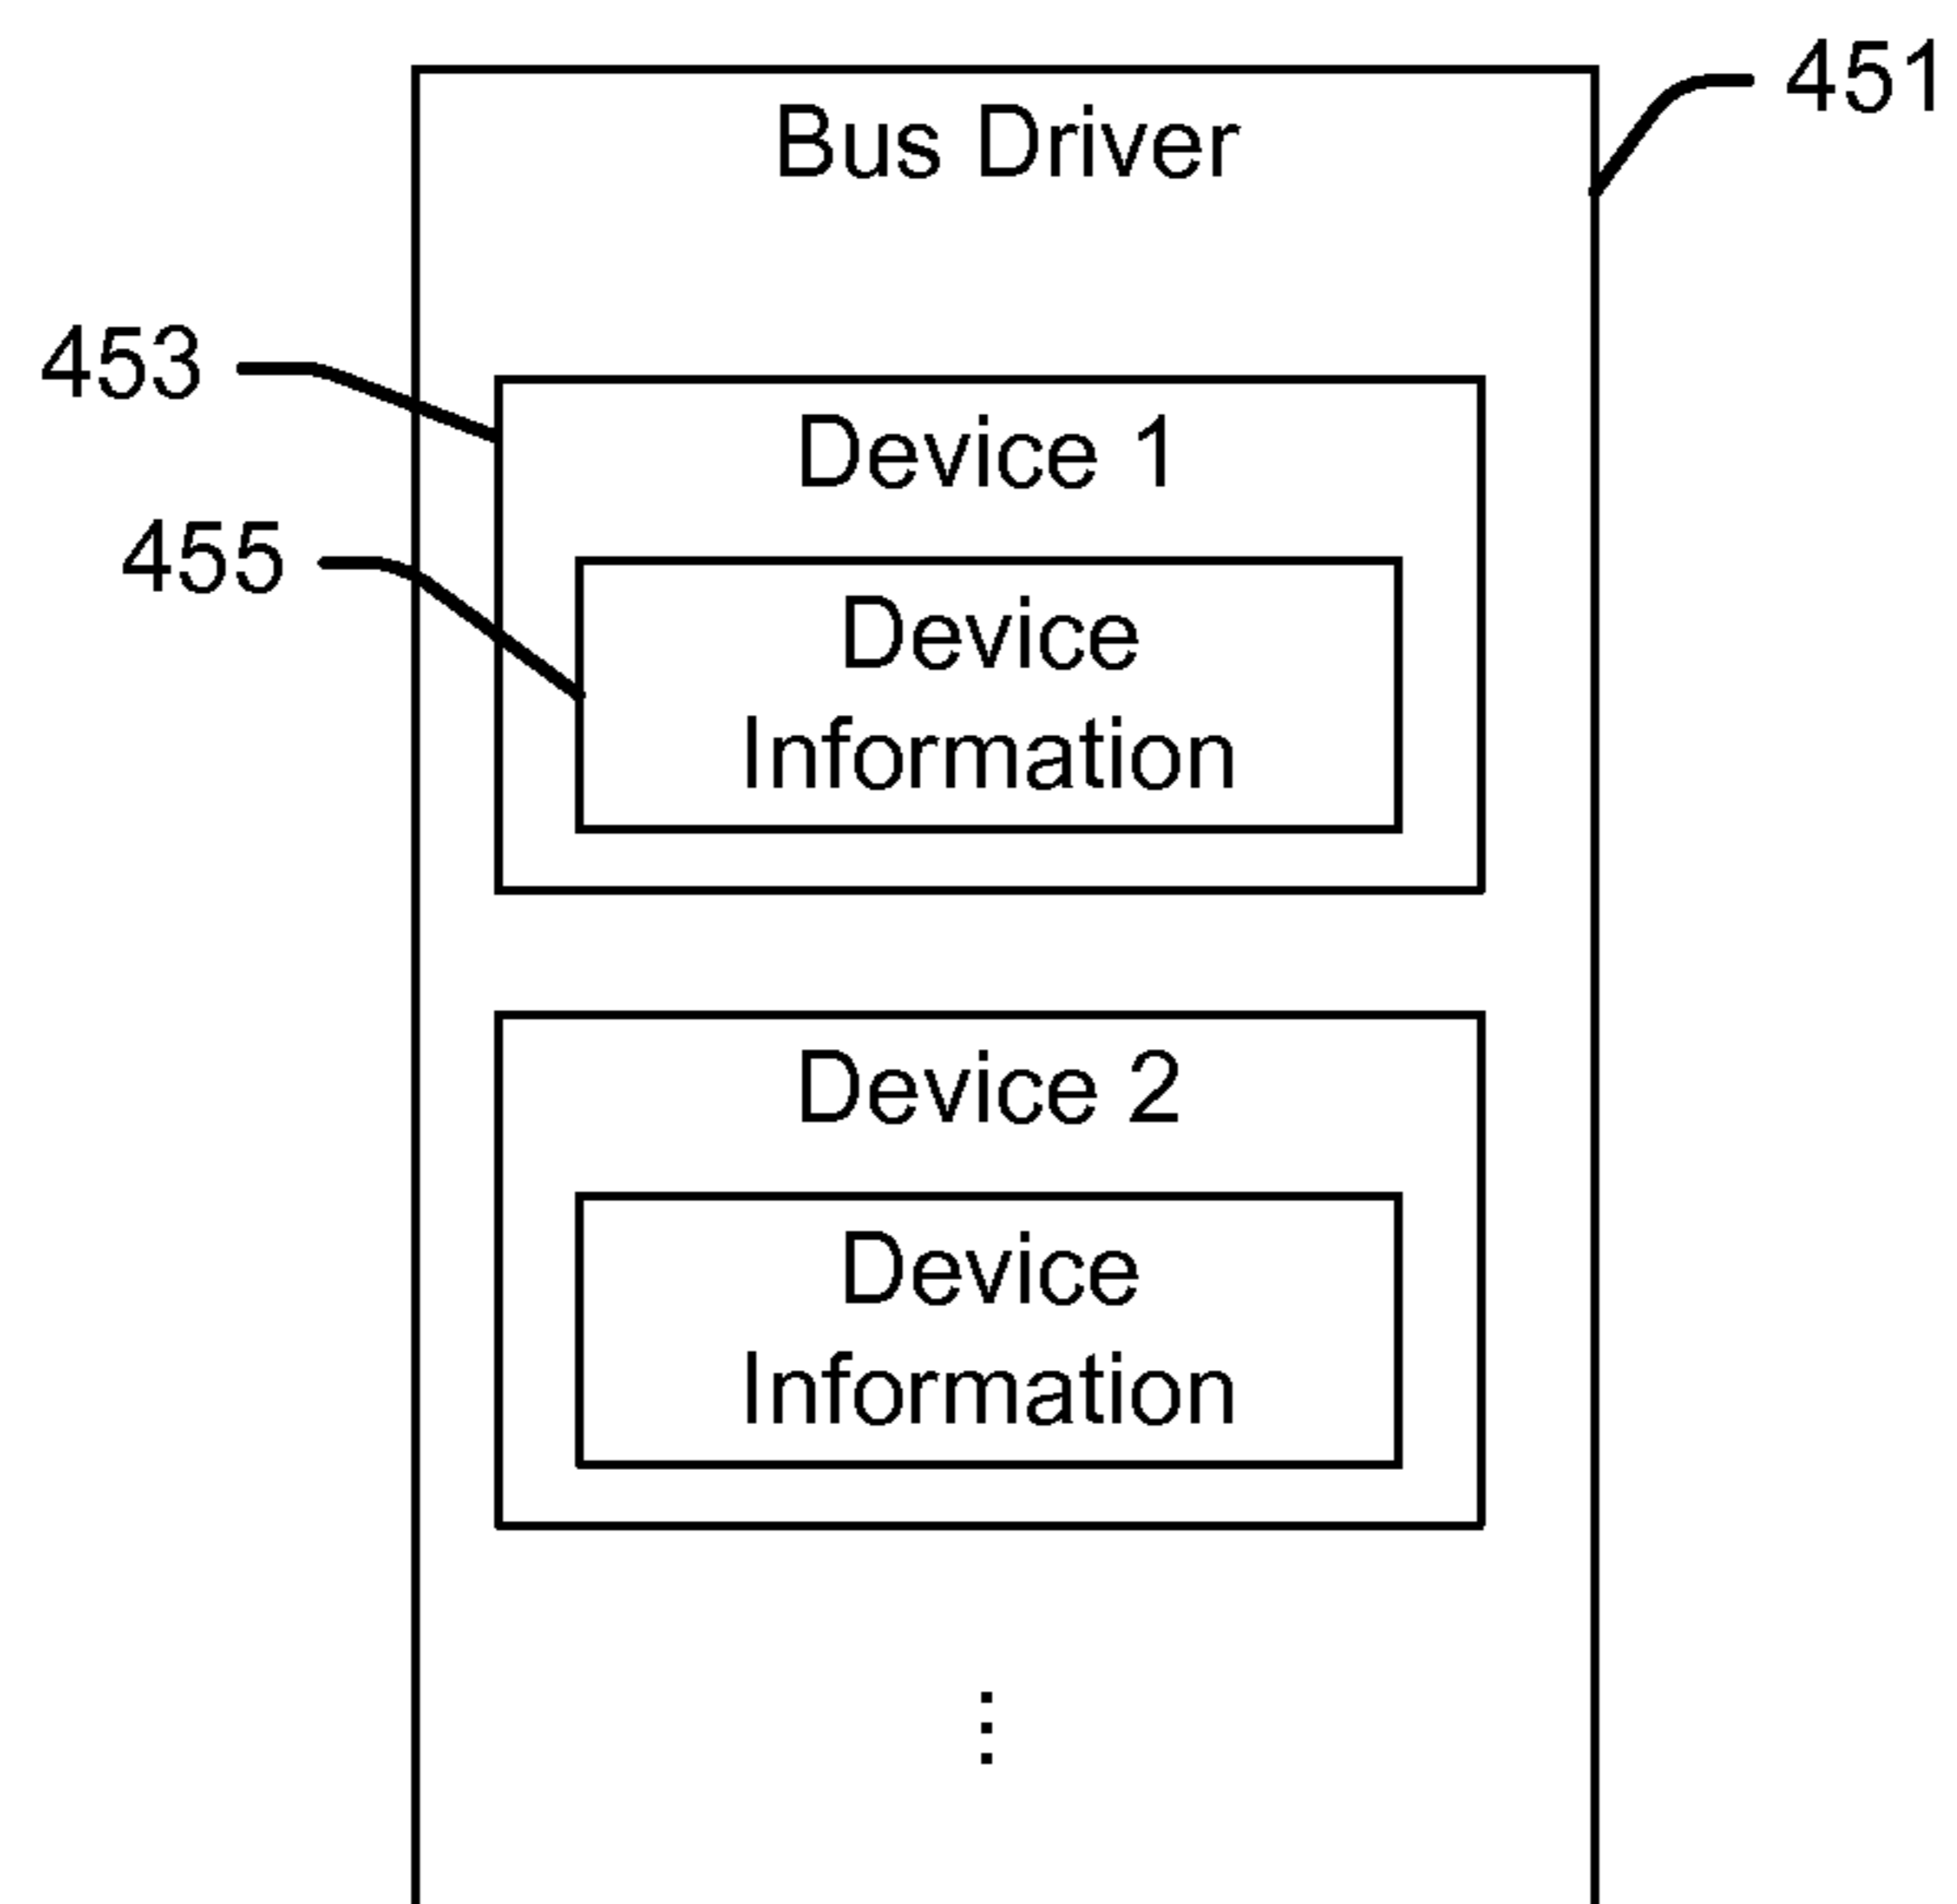 451
Bus Driver
453
Device 1
455
Device
Information
Device 2
Device
Information
⋮